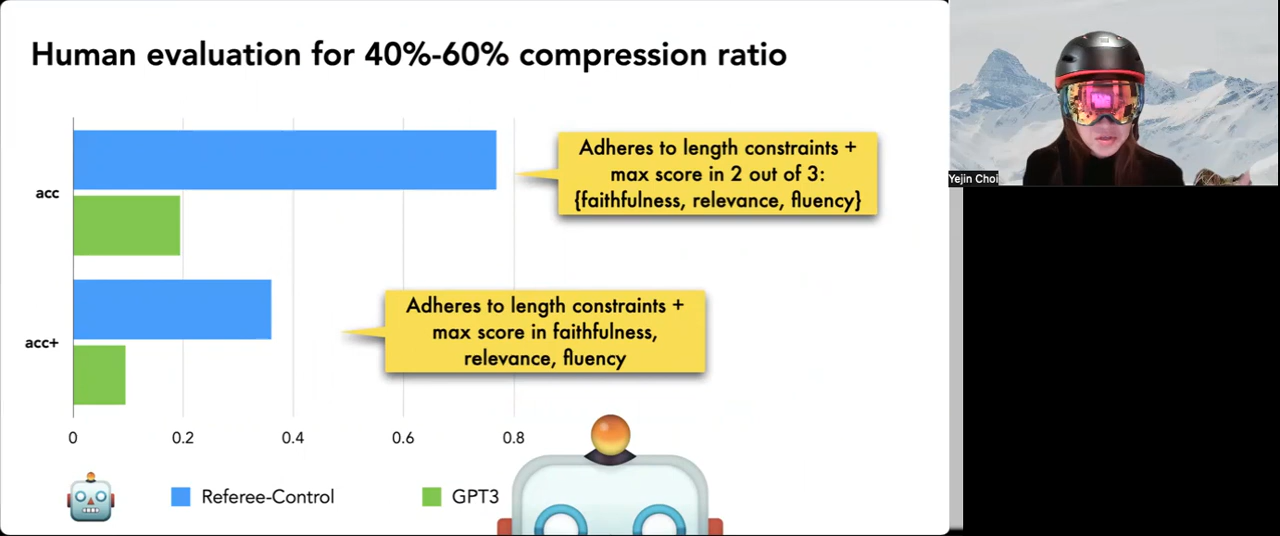 Human evaluation for 40%-60% compression ratio
Adheres to length constraints +
max score in 2 out of 3:
{faithfulness, relevance, fluency}
acc
Adheres to length constraints +
max score in faithfulness,
relevance, fluency
acc+
0 0.2 0.4 0.6 0.8
Referee-Control GPT3
Yejin Choi